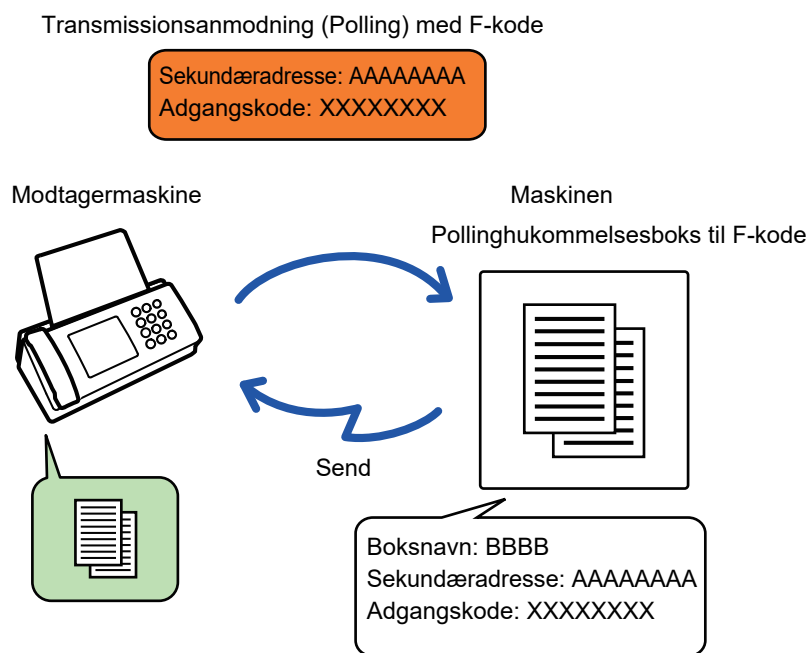 Transmissionsanmodning (Polling) med F-kode
Sekundæradresse: AAAAAAAA
Adgangskode: XXXXXXXX
Modtagermaskine
Maskinen
Pollinghukommelsesboks til F-kode
Send
Boksnavn: BBBB
Sekundæradresse: AAAAAAAA
Adgangskode: XXXXXXXX